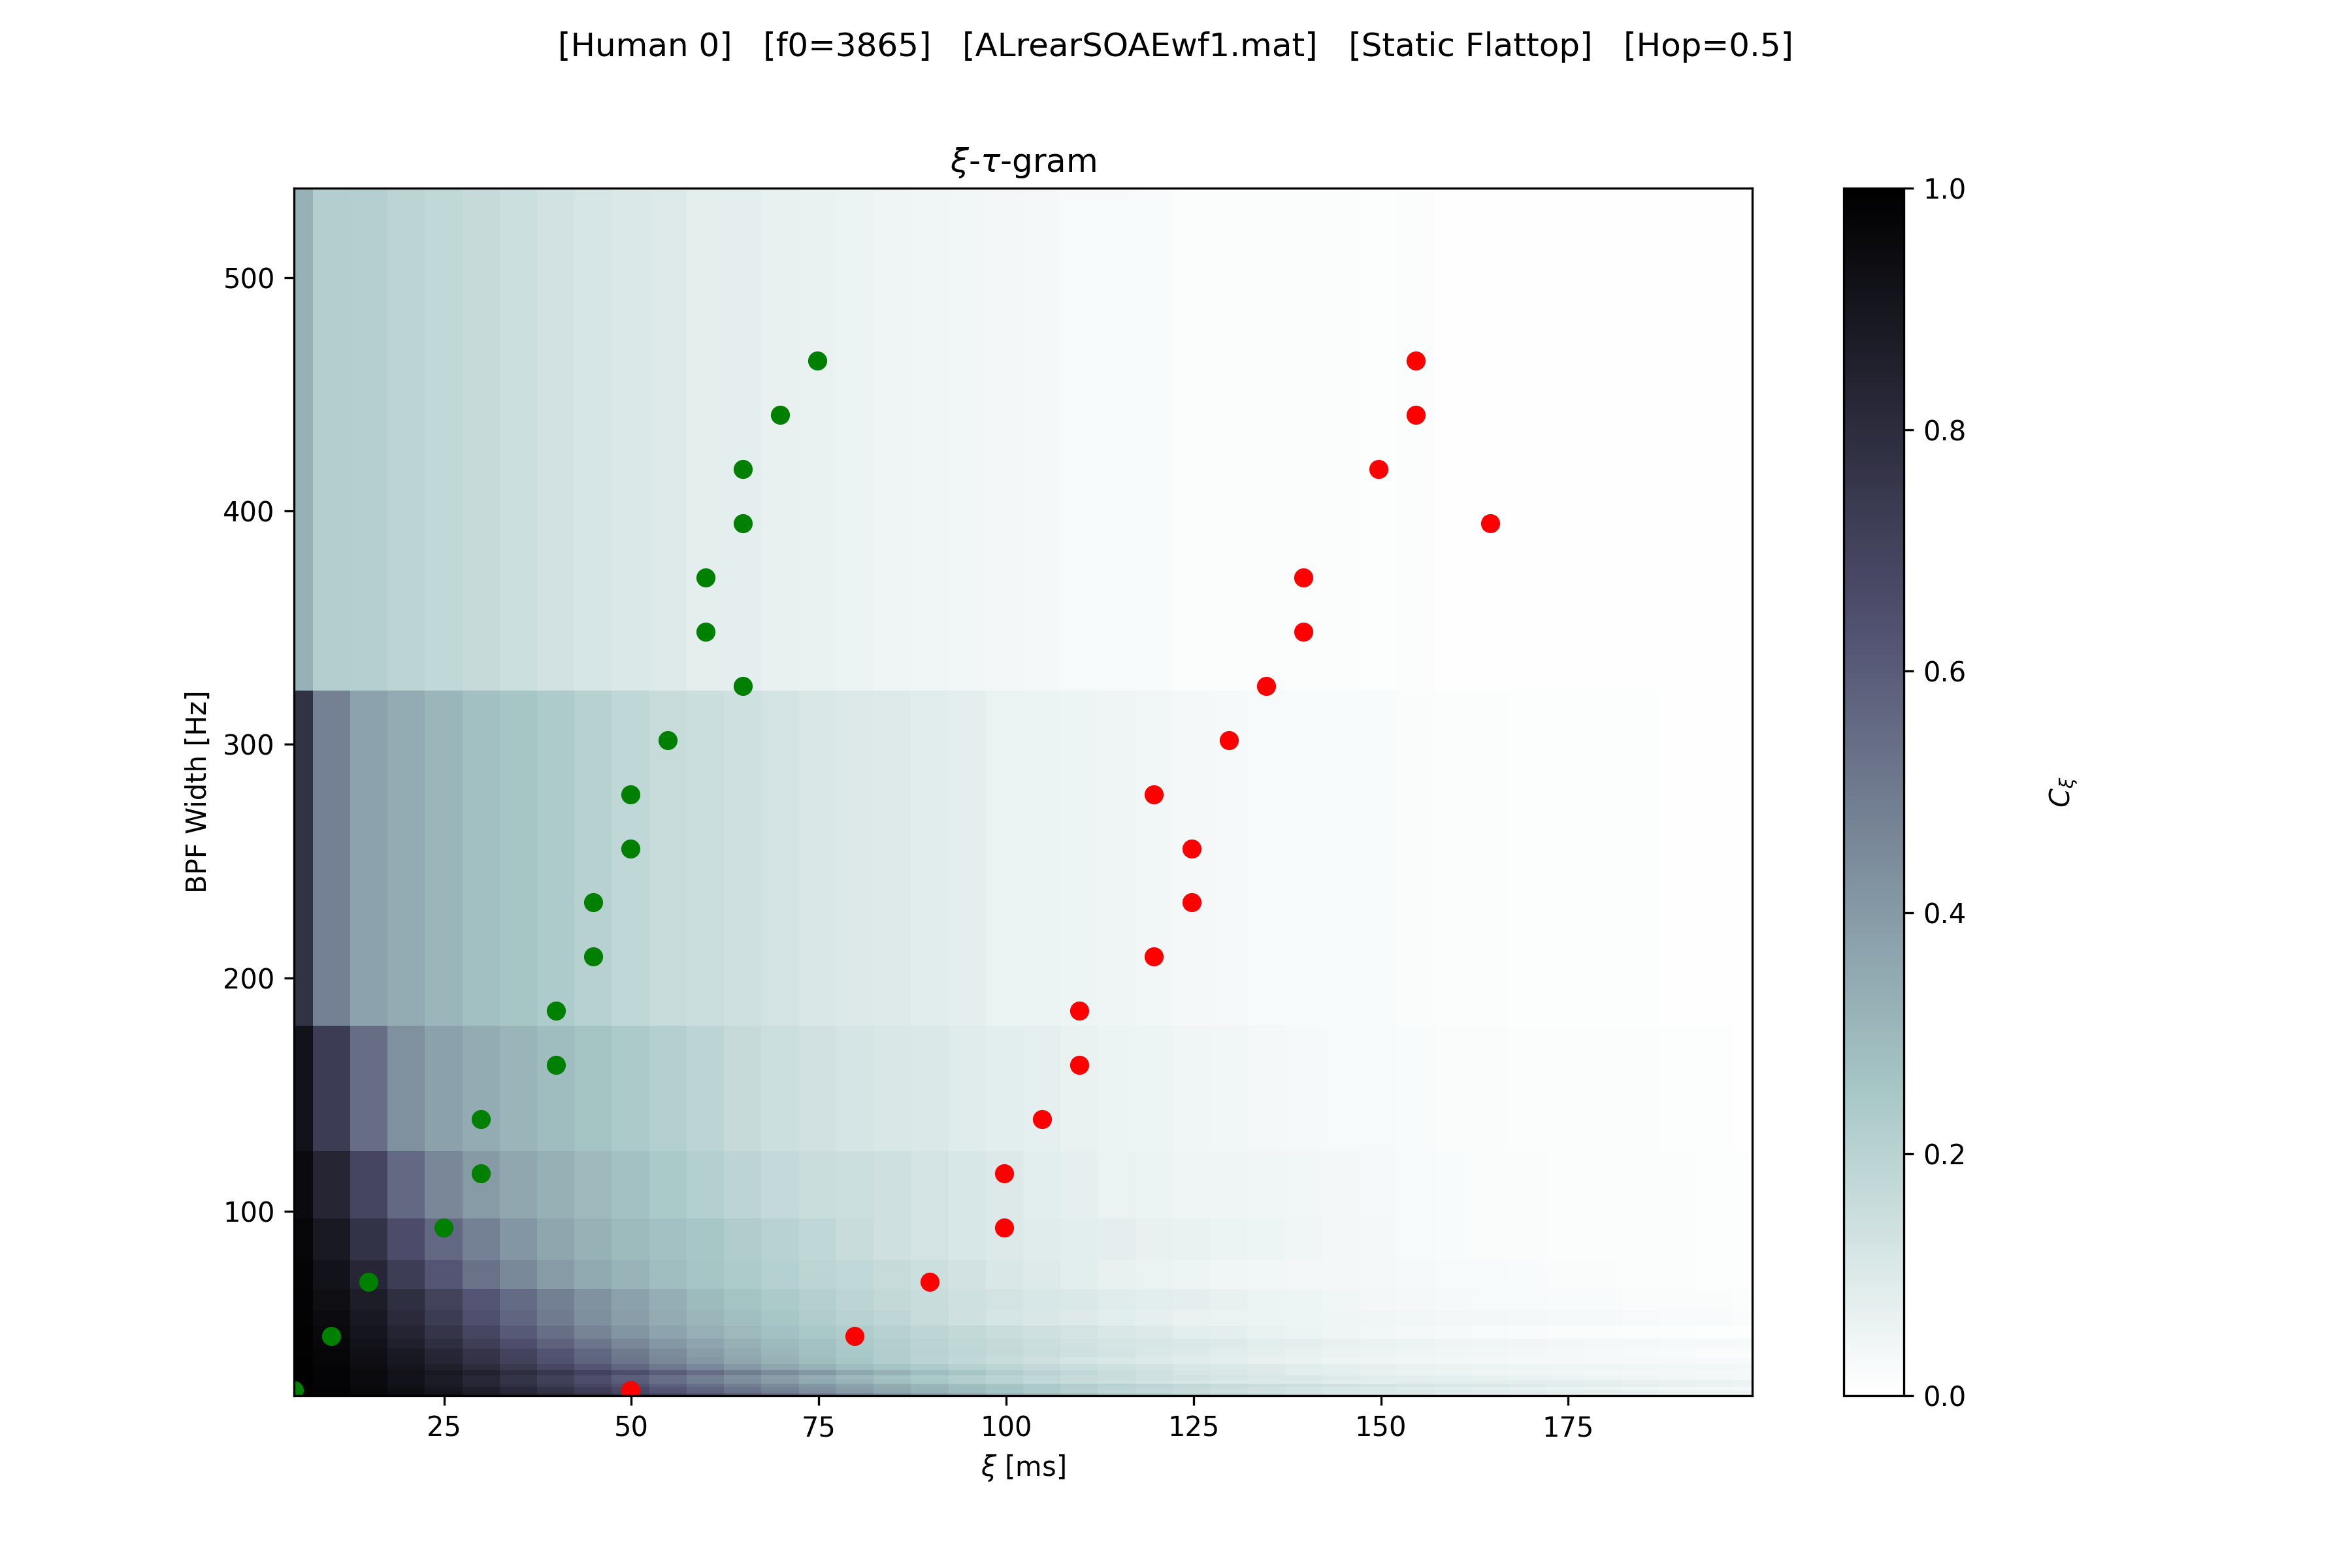 [Human 0]   [f0=3865]   [ALrearSOAEwf1.mat]   [Static Flattop]   [Hop=0.5]
ξ-τ-gram
BPF Width [Hz]
500
400
300
200
100
25 50 75 100 125 150 175
ξ [ms]
1.0
0.8
0.6
0.4
0.2
0.0
C_ξ